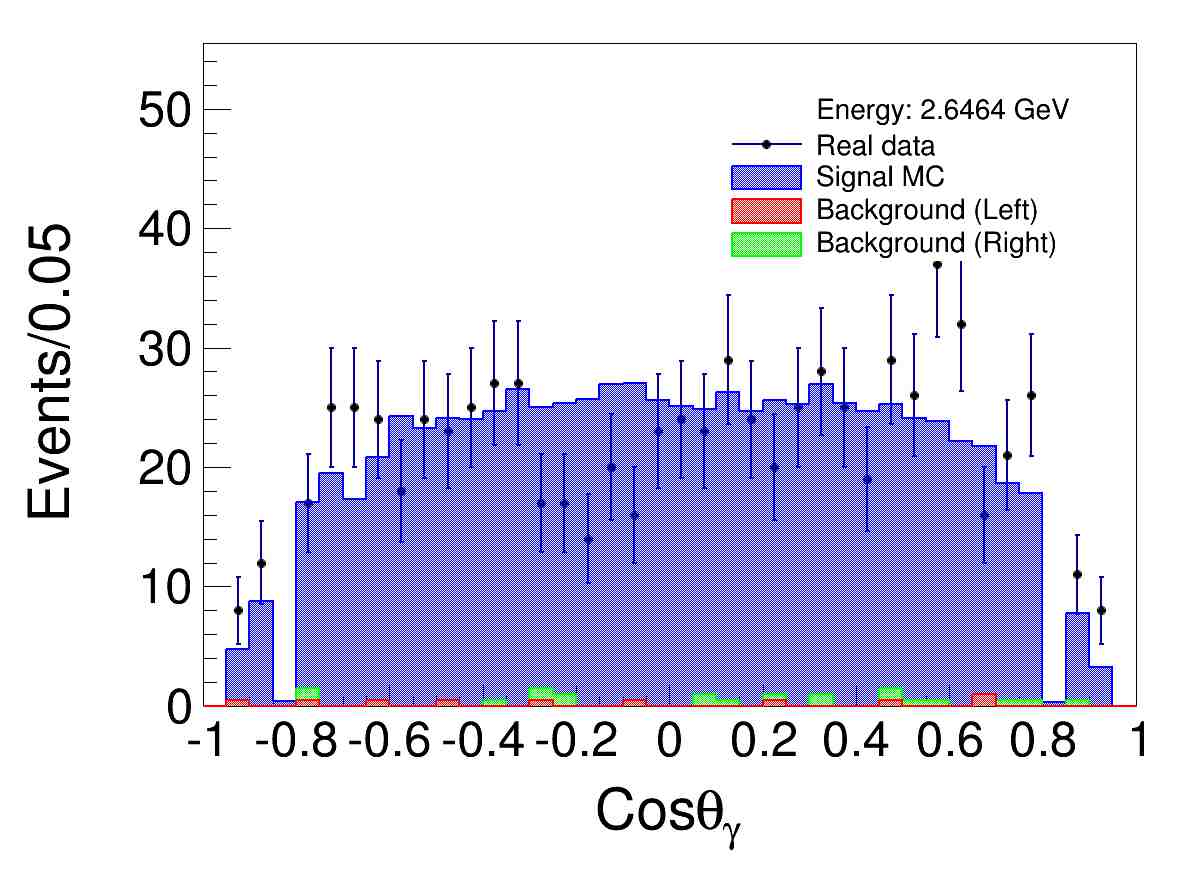 50
40
30
20
10
0
Events/0.05
Energy: 2.6464 GeV
Real data
Signal MC
Background (Left)
Background (Right)
-1 -0.8 -0.6 -0.4 -0.2 0 0.2 0.4 0.6 0.8 1
Cosθγ